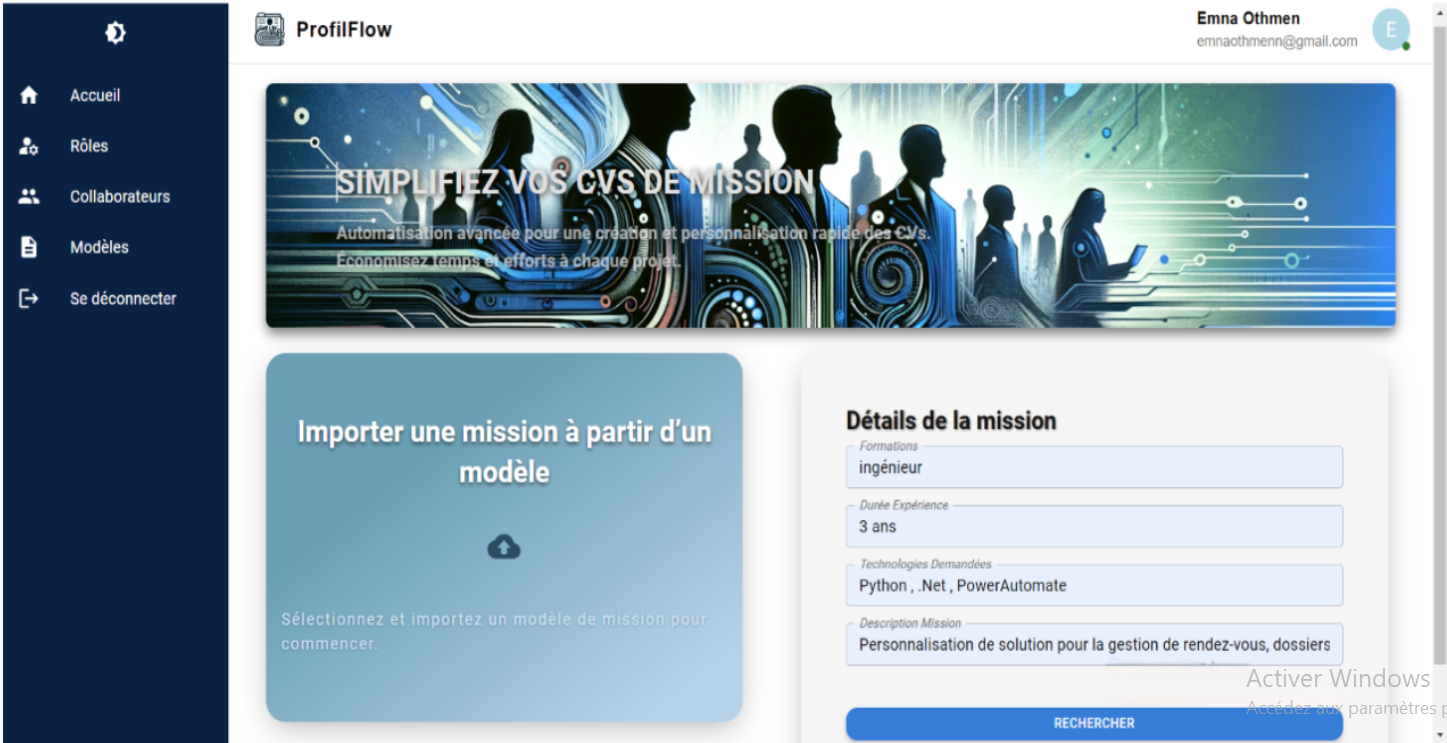 ProfilFlow
Emna Othmen
emnaothmenn@gmail.com
E
Accueil
Rôles
Collaborateurs
Modèles
Se déconnecter
SIMPLIFIEZ VOS CVS DE MISSION
Automatisation avancée pour une création et personnalisation rapide des CVs.
Économisez temps et efforts à chaque projet.
Importer une mission à partir d’un
modèle
Sélectionnez et importez un modèle de mission pour
commencer.
Détails de la mission
Formations
ingénieur
Durée Expérience
3 ans
Technologies Demandées
Python , .Net , PowerAutomate
Description Mission
Personnalisation de solution pour la gestion de rendez-vous, dossiers
RECHERCHER
Activer Windows
Accédez aux paramètres p